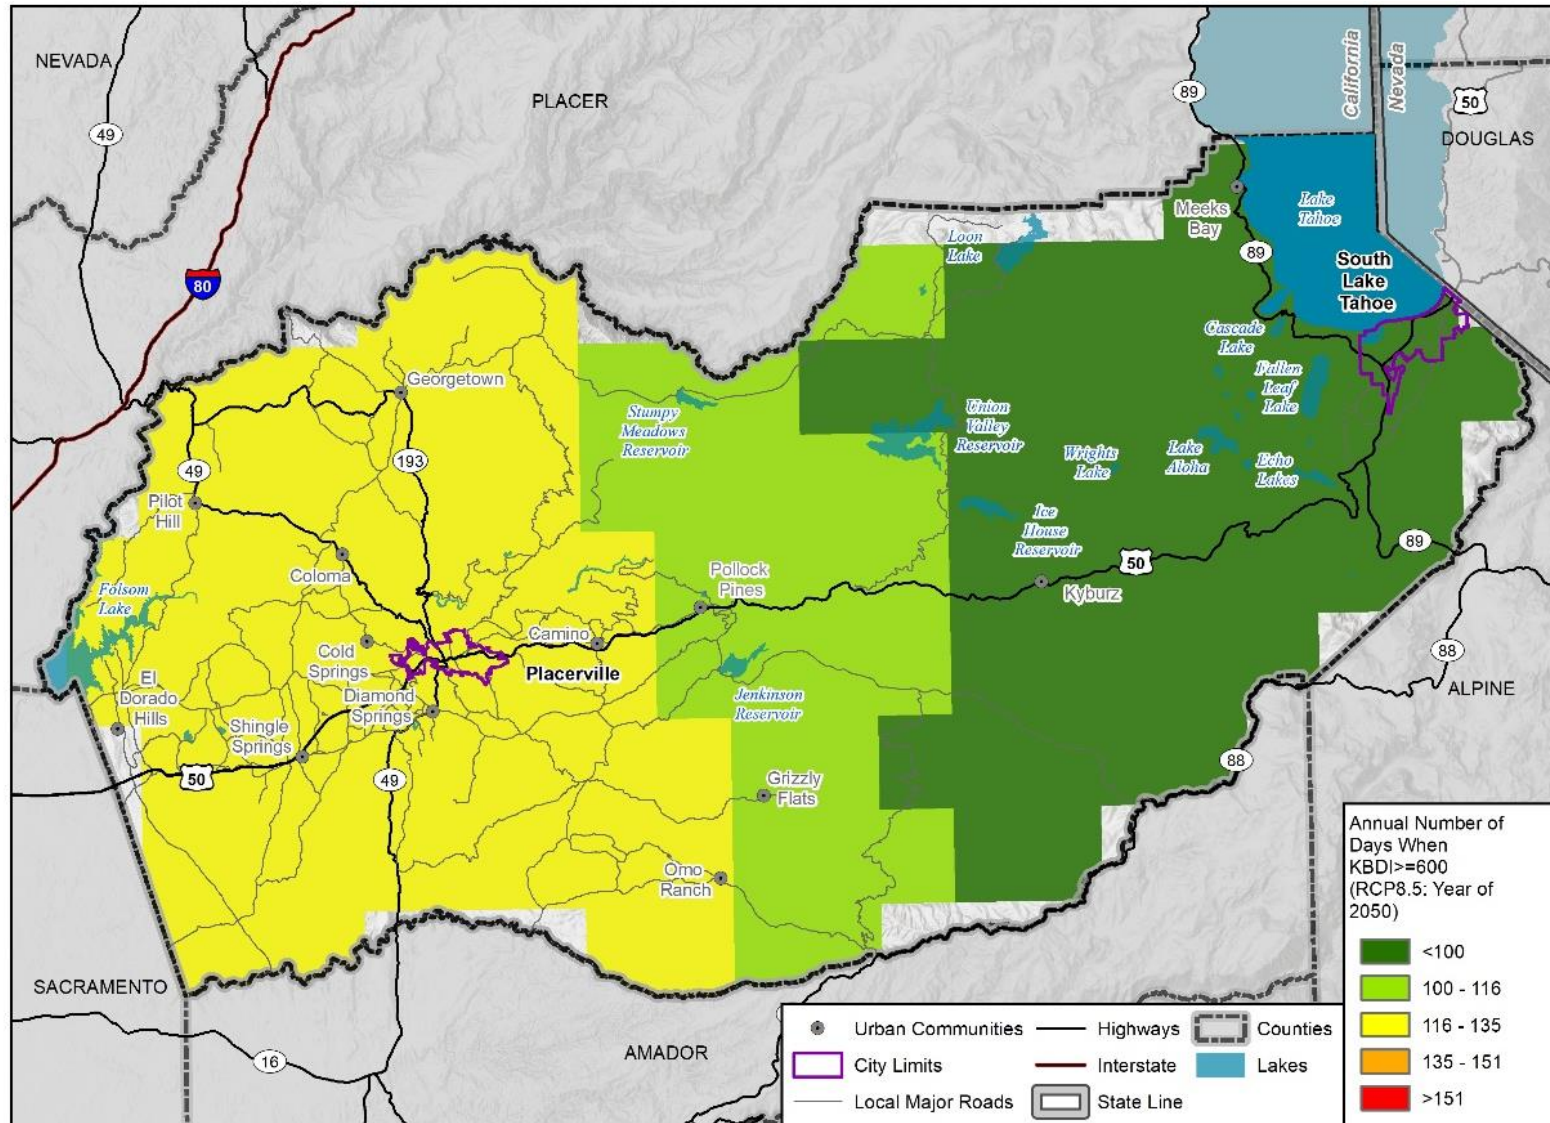 NEVADA
PLACER
49
80
89
California
Nevada
50
DOUGLAS
Meeks
Bay
Lake
Tahoe
Loon
Lake
89
South
Lake
Tahoe
Cascade
Lake
Fallen
Leaf
Lake
Georgetown
Stumpy
Meadows
Reservoir
Union
Valley
Reservoir
49
193
Wrights
Lake
Lake
Aloha
Echo
Lakes
Pilot
Hill
Ice
House
Reservoir
Coloma
50
89
Folsom
Lake
Pollock
Pines
Kyburz
Cold
Springs
Camino
Placerville
88
ALPINE
El
Dorado
Hills
Diamond
Springs
Jenkinson
Reservoir
Shingle
Springs
50
49
88
Grizzly
Flats
Omo
Ranch
SACRAMENTO
AMADOR
16
Annual Number of
Days When
KBDI>=600
(RCP8.5: Year of
2050)
<100
100 - 116
116 - 135
135 - 151
>151
Urban Communities
Highways
Counties
City Limits
Interstate
Lakes
Local Major Roads
State Line